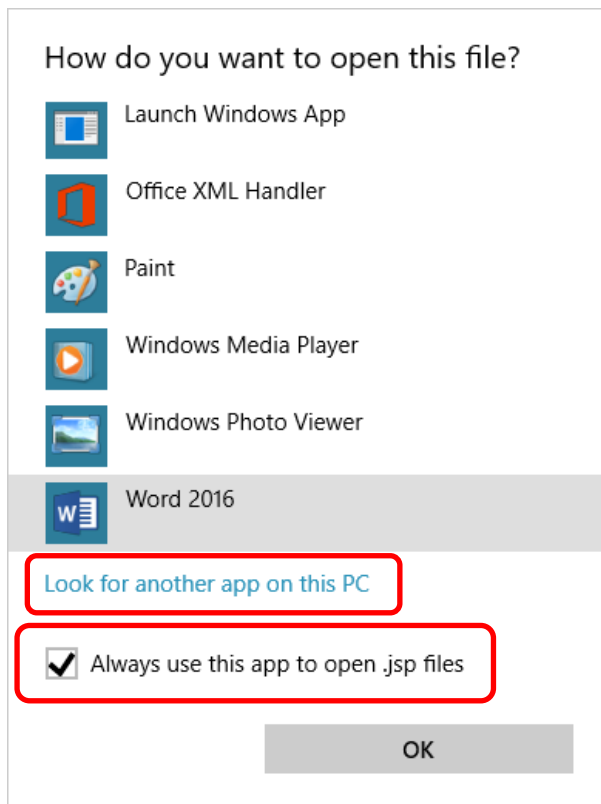 How do you want to open this file?
Launch Windows App
Office XML Handler
Paint
Windows Media Player
Windows Photo Viewer
Word 2016
Look for another app on this PC
Always use this app to open .jsp files
OK